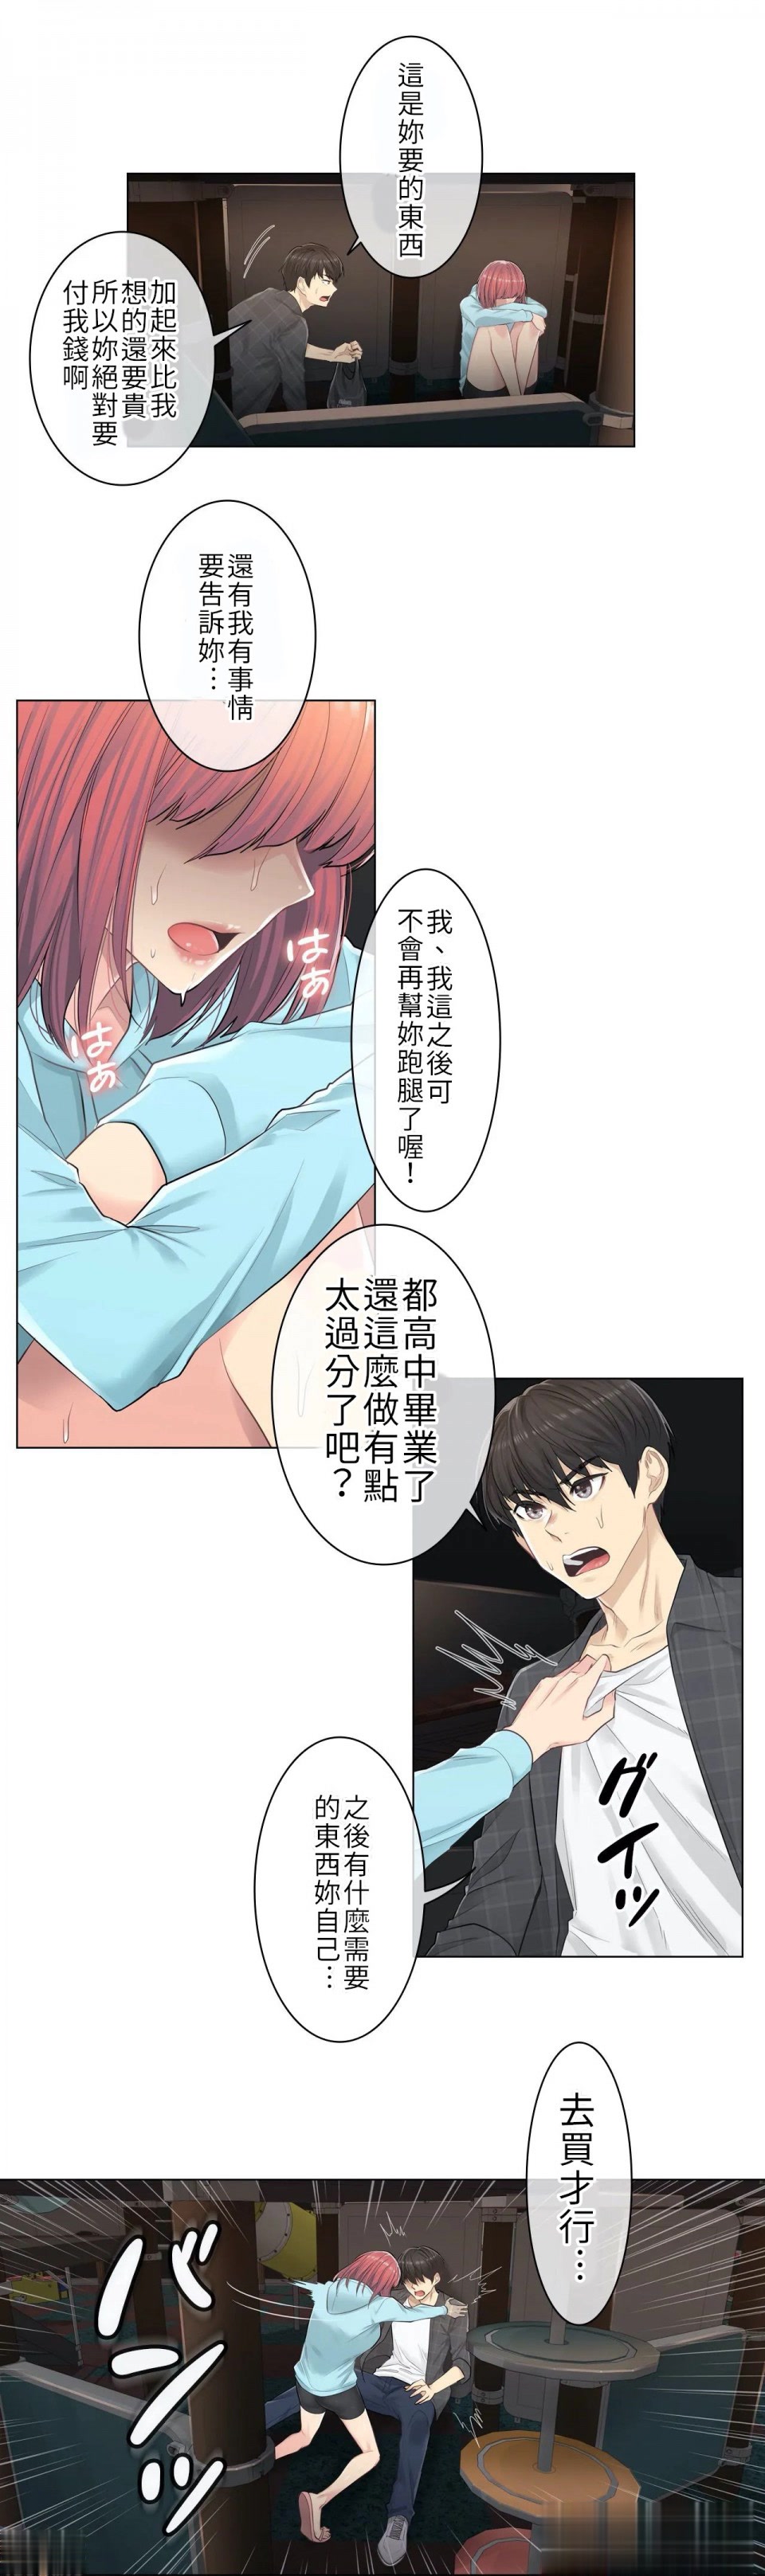 這是妳要的東西
加起來比我
想的還要貴
所以妳絕對要
付我錢啊
還有我有事情
要告訴妳…
はぁ
はぁ
我、我這之後可
不會再幫妳跑腿了喔！
都高中畢業了
還這麼做有點
太過分了吧？
グイッ
之後有什麼需要
的東西妳自己…
去買才行…
バンッ